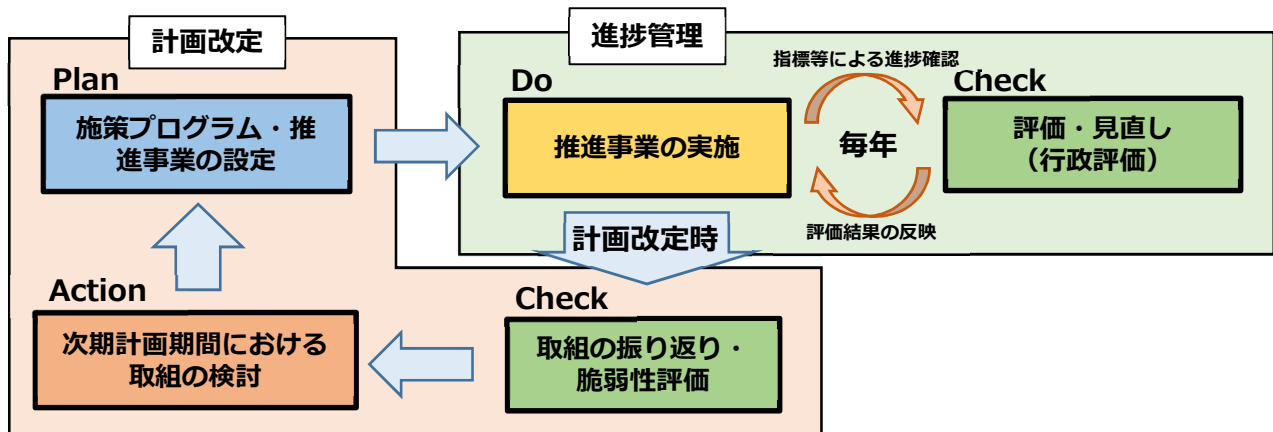 計画改定
Plan
施策プログラム・推
進事業の設定
進捗管理
Do
推進事業の実施
指標等による進捗確認
毎年
評価結果の反映
Check
評価・見直し
（行政評価）
計画改定時
Check
取組の振り返り・
脆弱性評価
Action
次期計画期間における
取組の検討